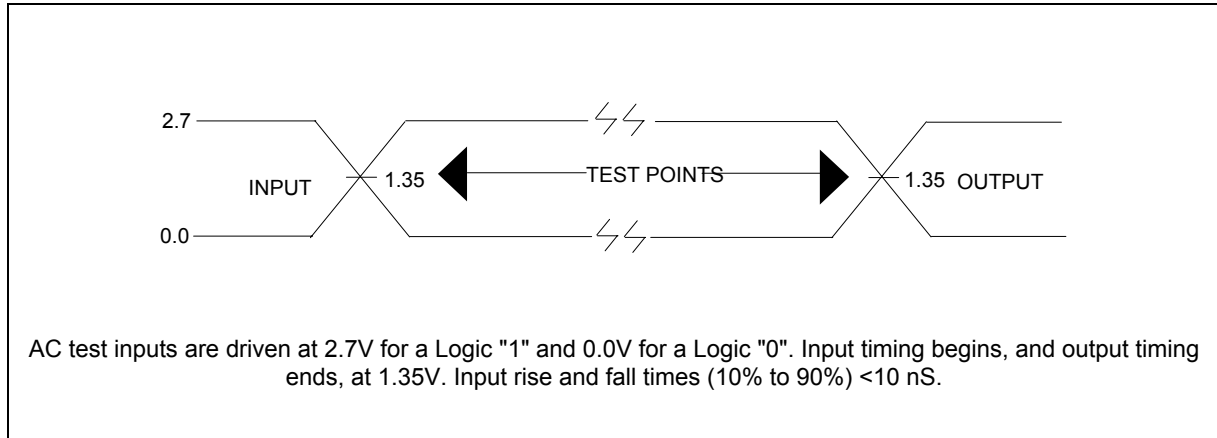 2.7
INPUT
1.35
TEST POINTS
1.35
OUTPUT
0.0
AC test inputs are driven at 2.7V for a Logic "1" and 0.0V for a Logic "0". Input timing begins, and output timing
ends, at 1.35V. Input rise and fall times (10% to 90%) <10 nS.